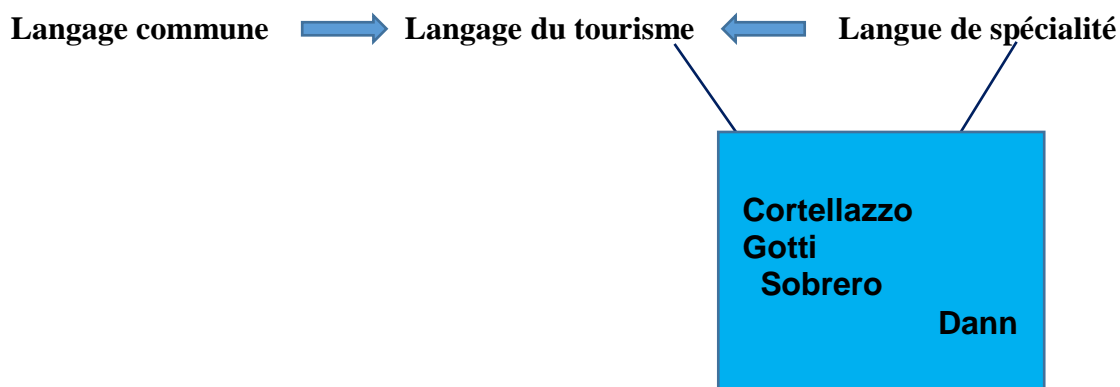 Langage commune Langage du tourisme Langue de spécialité
Cortellazzo
Gotti
Sobrero
Dann